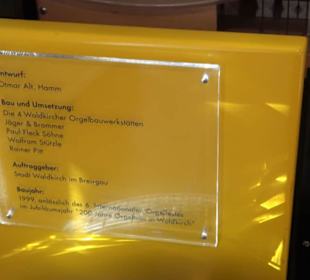 ntwurf:
Otmar Alt, Hamm
Bau und Umsetzung:
Die 4 Waldkircher Orgelbauwerkstätten
Jäger & Brommer
Paul Fleck Söhne
Wolfram Stützle
Rainer Pitt
Auftraggeber:
Stadt Waldkirch im Breisgau
Baujahr:
1999, anlässlich des 6. Internationalen Orgelfestes
im Jubiläumsjahr "200 Jahre Orgelbau in Waldkirch"